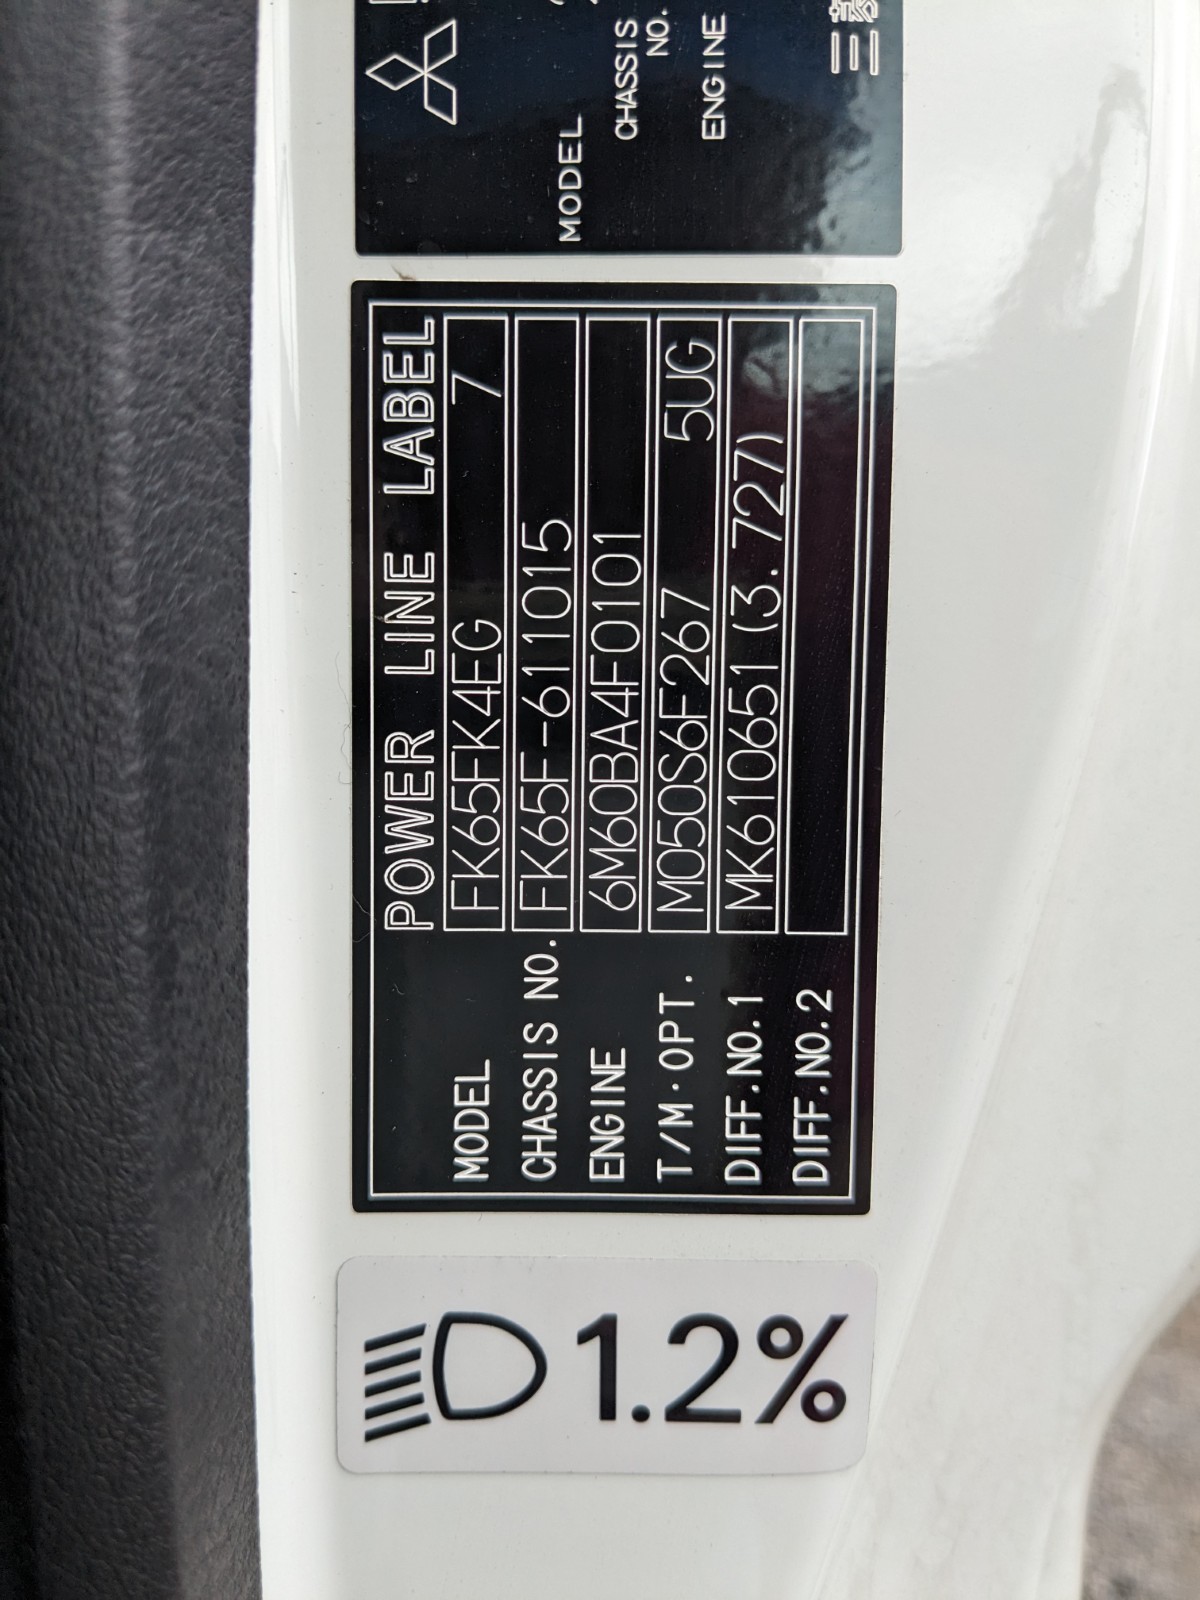 MODEL
CHASSIS
NO.
ENGINE
POWER LINE LABEL
MODEL FK65FK4EG 7
CHASSIS NO. FK65F-611015
ENGINE 6M60BA4F0101
T/M·OPT. M050S6F267 5UG
DIFF.NO.1 MK610651 (3.727)
DIFF.NO.2
1.2%